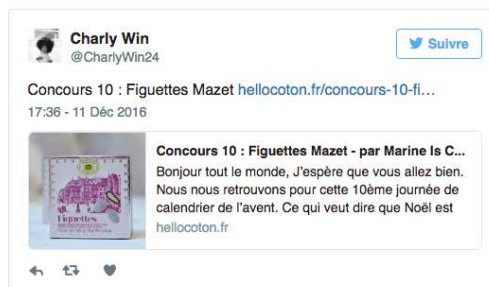 Charly Win
@CharlyWin24
Suivre
Concours 10 : Figuettes Mazet hellocoton.fr/concours-10-fi…
17:36 - 11 Déc 2016
Concours 10 : Figuettes Mazet - par Marine Is C...
Bonjour tout le monde, J'espère que vous allez bien.
Nous nous retrouvons pour cette 10ème journée de
calendrier de l'avent. Ce qui veut dire que Noël est
hellocoton.fr
Figuettes